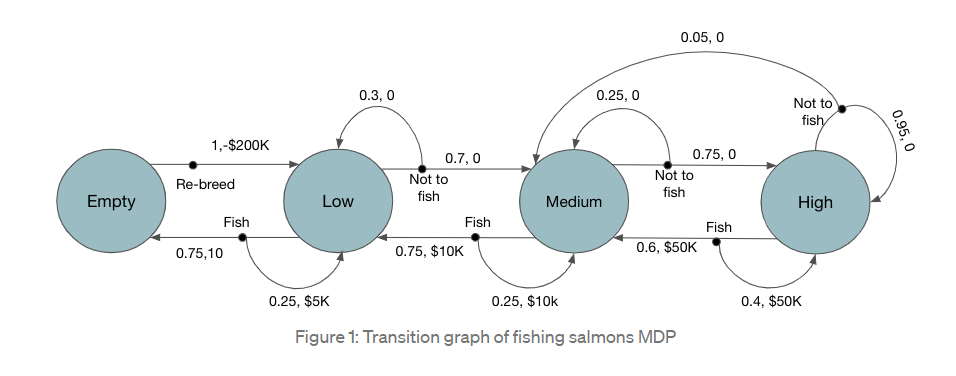 0.05, 0
0.3, 0
0.25, 0
Not to
fish
0.95, 0
1,-$200K
0.7, 0
0.75, 0
Re-breed
Not to
fish
Not to
fish
Empty
Low
Medium
High
Fish
Fish
Fish
0.75,10
0.75, $10K
0.6, $50K
0.25, $5K
0.25, $10k
0.4, $50K
Figure 1: Transition graph of fishing salmons MDP